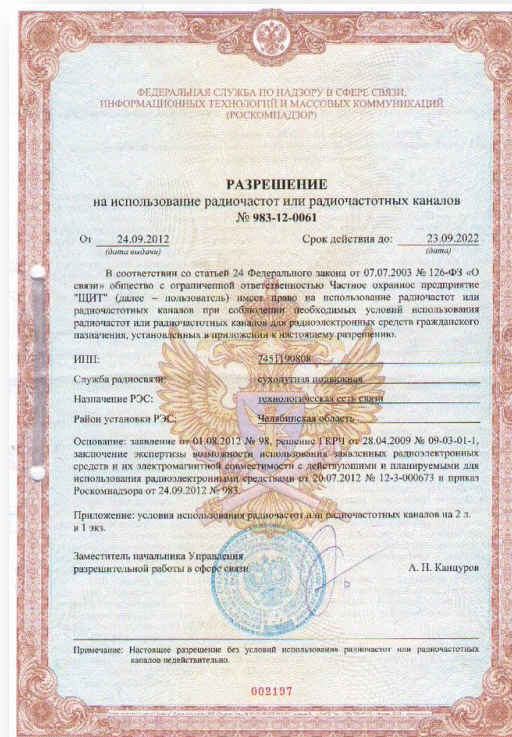 ФЕДЕРАЛЬНАЯ СЛУЖБА ПО НАДЗОРУ В СФЕРЕ СВЯЗИ,
ИНФОРМАЦИОННЫХ ТЕХНОЛОГИЙ И МАССОВЫХ КОММУНИКАЦИЙ
(РОСКОМНАДЗОР)
РАЗРЕШЕНИЕ
на использование радиочастот или радиочастотных каналов
№ 983-12-0061
От 24.09.2012 Срок действия до: 23.09.2022
(дата выдачи) (дата)
В соответствии со статьей 24 Федерального закона от 07.07.2003 № 126-ФЗ «О
связи» общество с ограниченной ответственностью Частное охранное предприятие
"ЩИТ" (далее – пользователь) имеет право на использование радиочастот или
радиочастотных каналов при соблюдении необходимых условий использования
радиочастот или радиочастотных каналов для радиоэлектронных средств гражданского
назначения, установленных в приложении к настоящему разрешению.
ИНН: 7451190808
Служба радиосвязи: сухопутная подвижная
Назначение РЭС: технологическая сеть связи
Район установки РЭС: Челябинская область
Основание: заявление от 01.08.2012 № 98, решение ГКРЧ от 28.04.2009 № 09-03-01-1,
заключение экспертизы возможности использования заявленных радиоэлектронных
средств и их электромагнитной совместимости с действующими и планируемыми для
использования радиоэлектронными средствами от 20.07.2012 № 12-3-000673 и приказ
Роскомнадзора от 24.09.2012 № 983.
Приложение: условия использования радиочастот или радиочастотных каналов на 2 л.
в 1 экз.
Заместитель начальника Управления
разрешительной работы в сфере связи А. Н. Канцуров
Примечание: Настоящее разрешение без условий использования радиочастот или радиочастотных
каналов недействительно.
002197